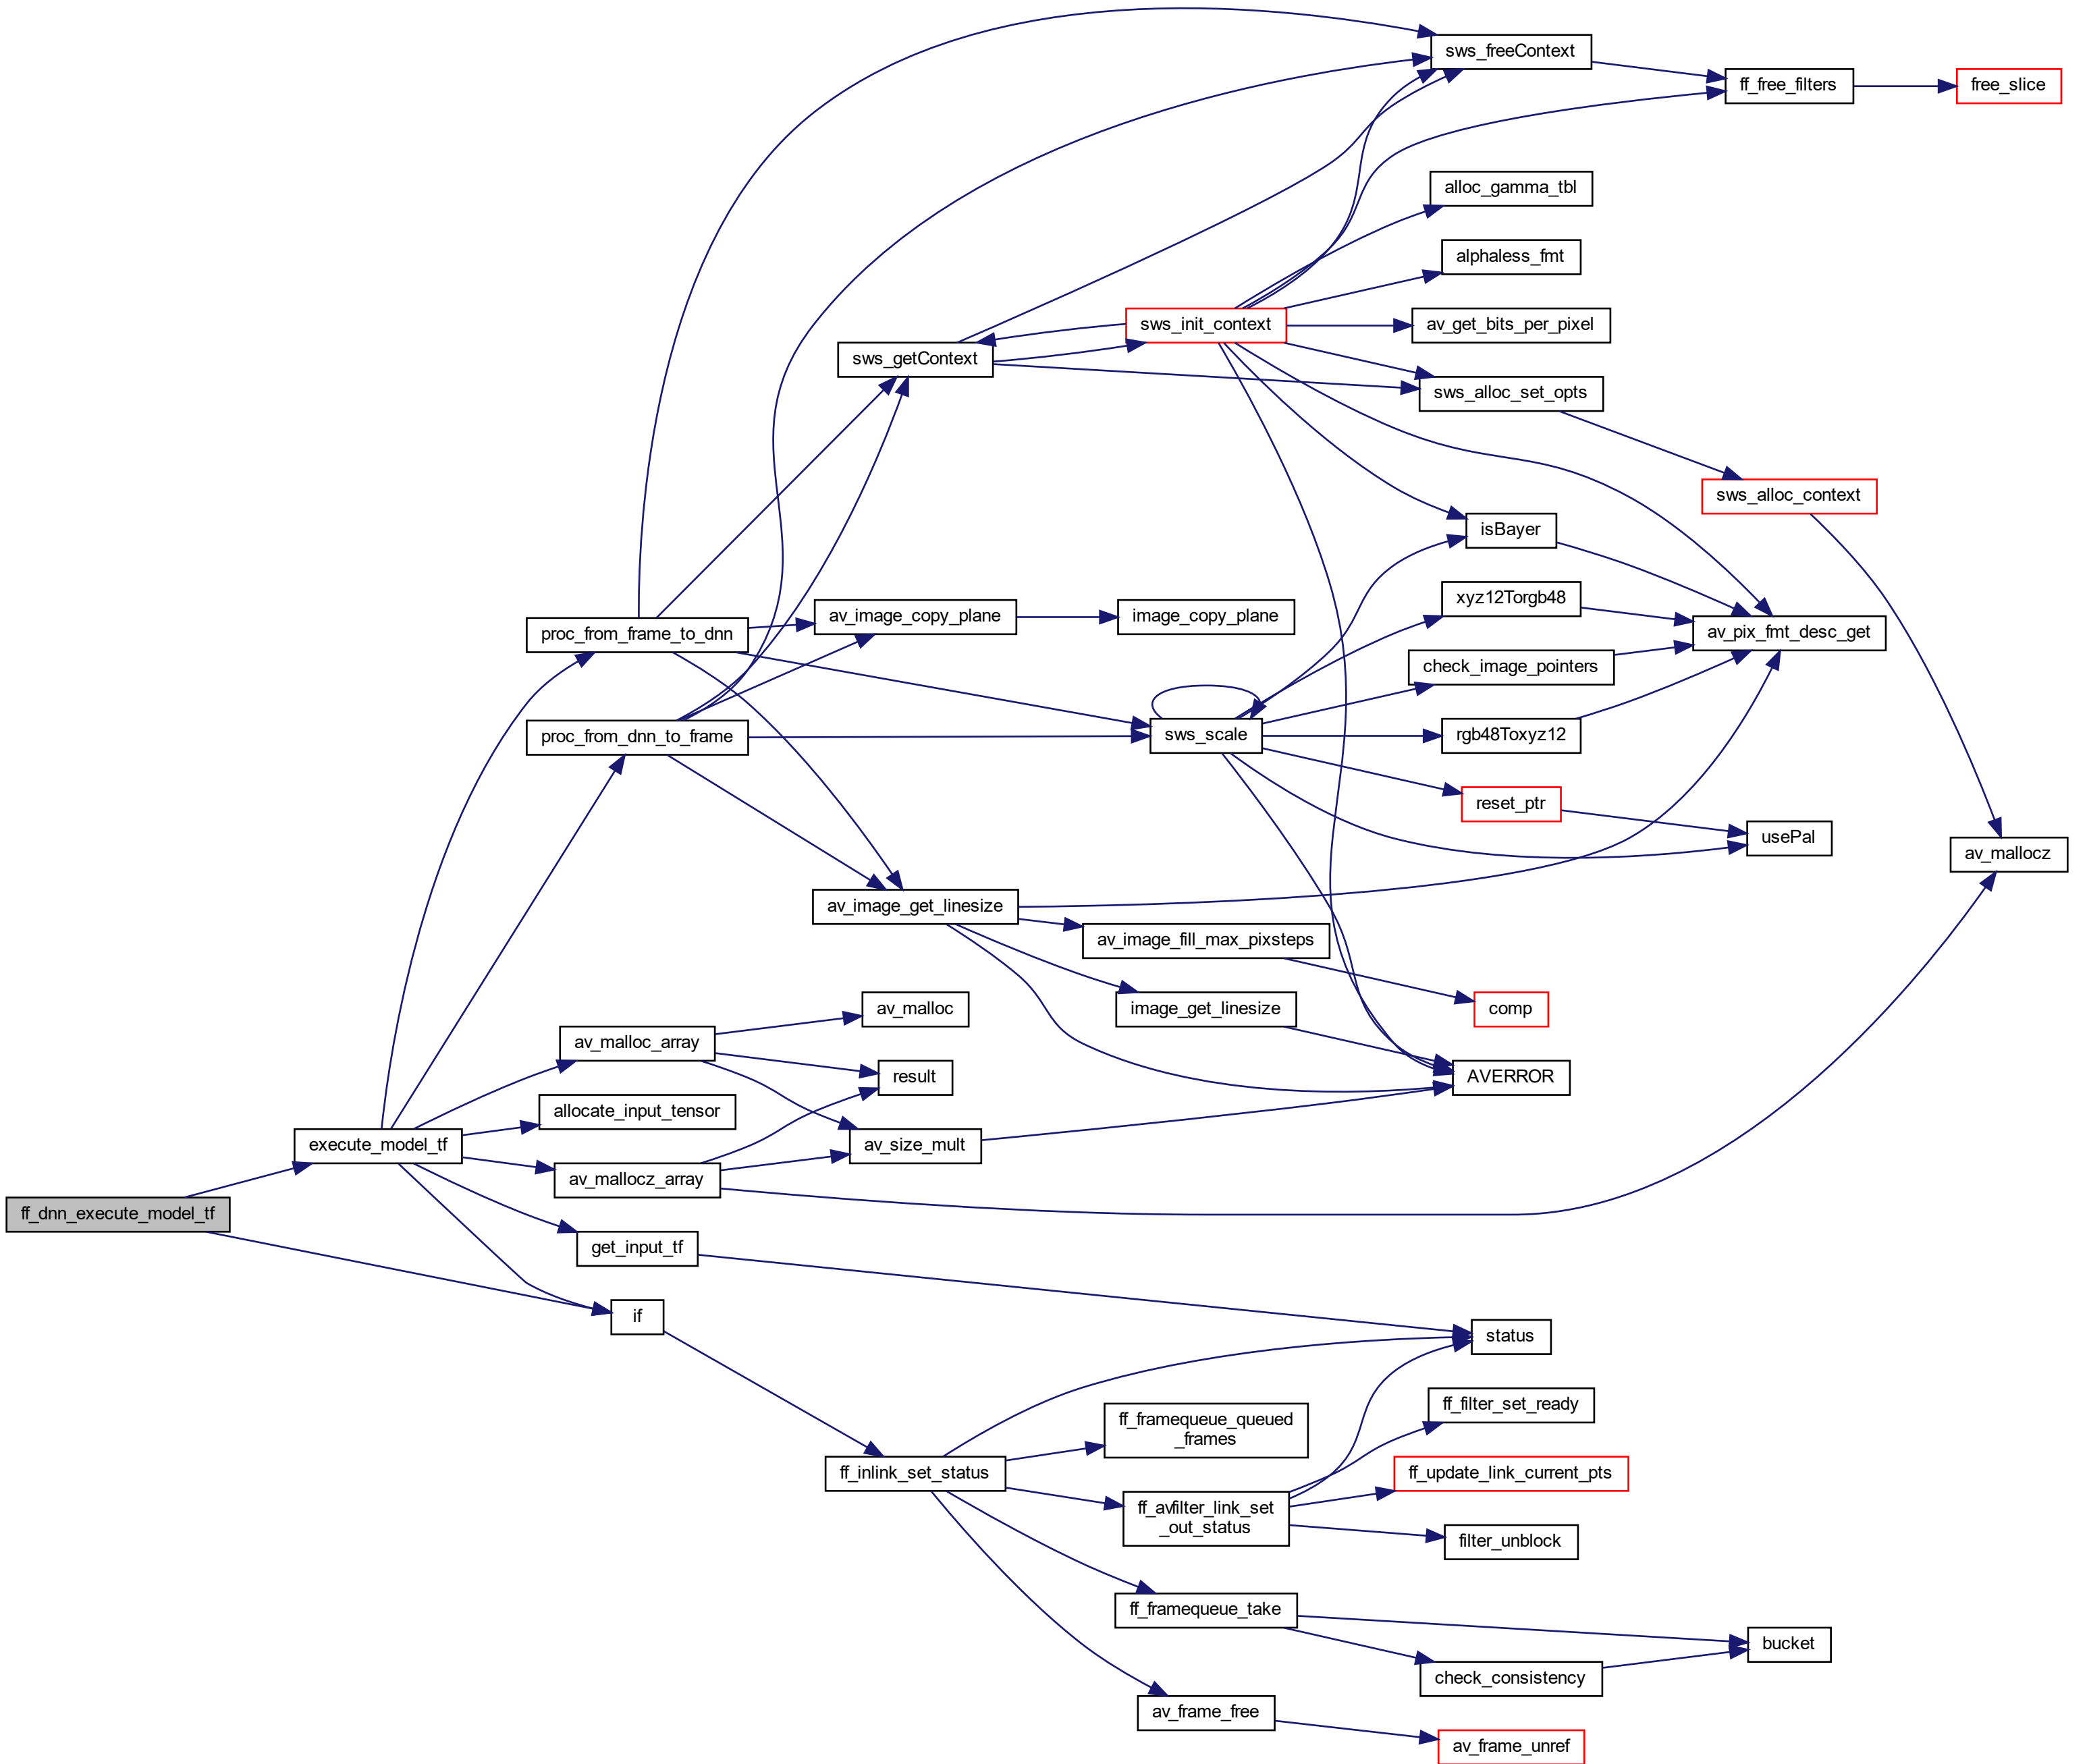 sws_freeContext
ff_free_filters
free_slice
alloc_gamma_tbl
alphaless_fmt
sws_init_context
av_get_bits_per_pixel
sws_getContext
sws_alloc_set_opts
sws_alloc_context
isBayer
xyz12Torgb48
av_image_copy_plane
image_copy_plane
proc_from_frame_to_dnn
av_pix_fmt_desc_get
check_image_pointers
proc_from_dnn_to_frame
sws_scale
rgb48Toxyz12
reset_ptr
usePal
av_mallocz
av_image_get_linesize
av_image_fill_max_pixsteps
av_malloc
image_get_linesize
comp
av_malloc_array
result
AVERROR
allocate_input_tensor
execute_model_tf
av_size_mult
av_mallocz_array
ff_dnn_execute_model_tf
get_input_tf
if
status
ff_filter_set_ready
ff_framequeue_queued
_frames
ff_inlink_set_status
ff_update_link_current_pts
ff_avfilter_link_set
_out_status
filter_unblock
ff_framequeue_take
bucket
check_consistency
av_frame_free
av_frame_unref